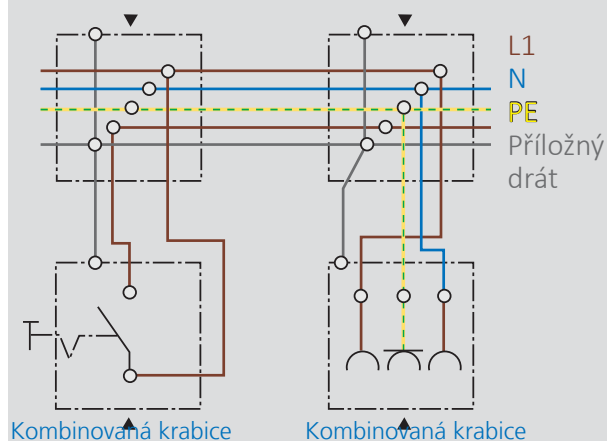 L1
N
PE
Příložný
drát
Kombinovaná krabice
Kombinovaná krabice